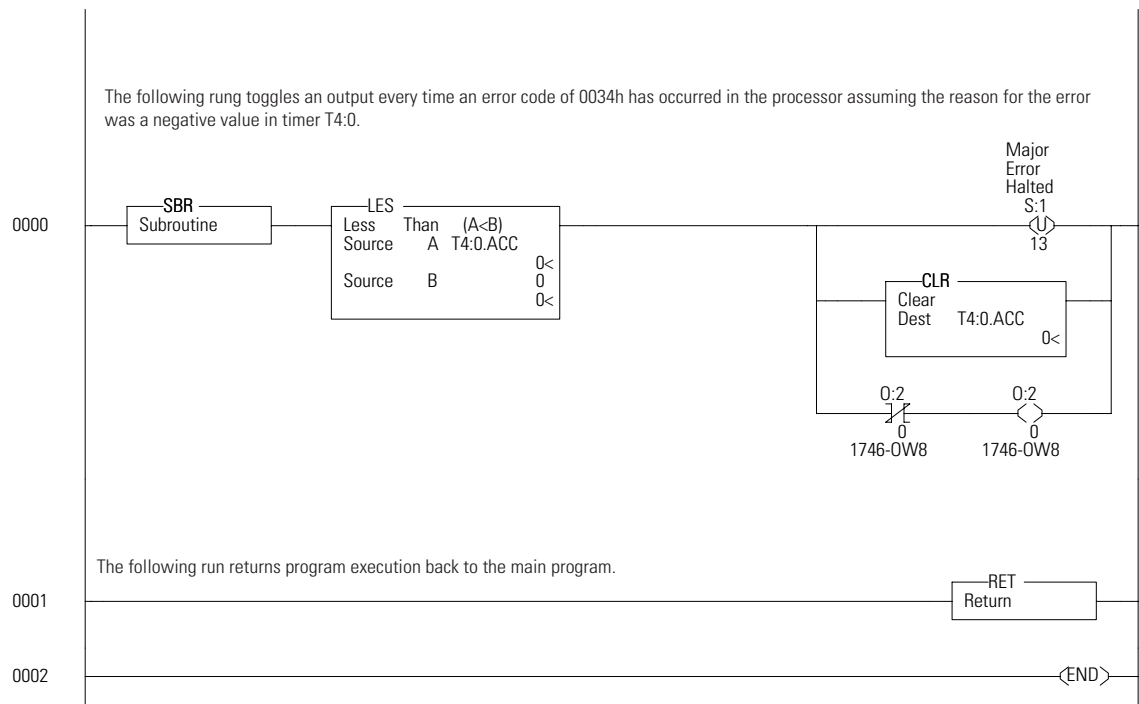 The following rung toggles an output every time an error code of 0034h has occurred in the processor assuming the reason for the error
was a negative value in timer T4:0.
0000
SBR
Subroutine
LES
Less Than (A<B)
Source A T4:0.ACC
0<
Source B 0
0<
Major
Error
Halted
S:1
U
13
CLR
Clear
Dest T4:0.ACC
0<
O:2
0
1746-OW8
O:2
0
1746-OW8
The following run returns program execution back to the main program.
0001
RET
Return
0002
END